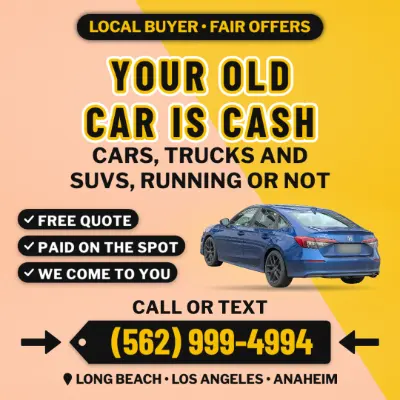 LOCAL BUYER • FAIR OFFERS
YOUR OLD
CAR IS CASH
CARS, TRUCKS AND
SUVS, RUNNING OR NOT
FREE QUOTE
PAID ON THE SPOT
WE COME TO YOU
CALL OR TEXT
(562) 999-4994
LONG BEACH • LOS ANGELES • ANAHEIM